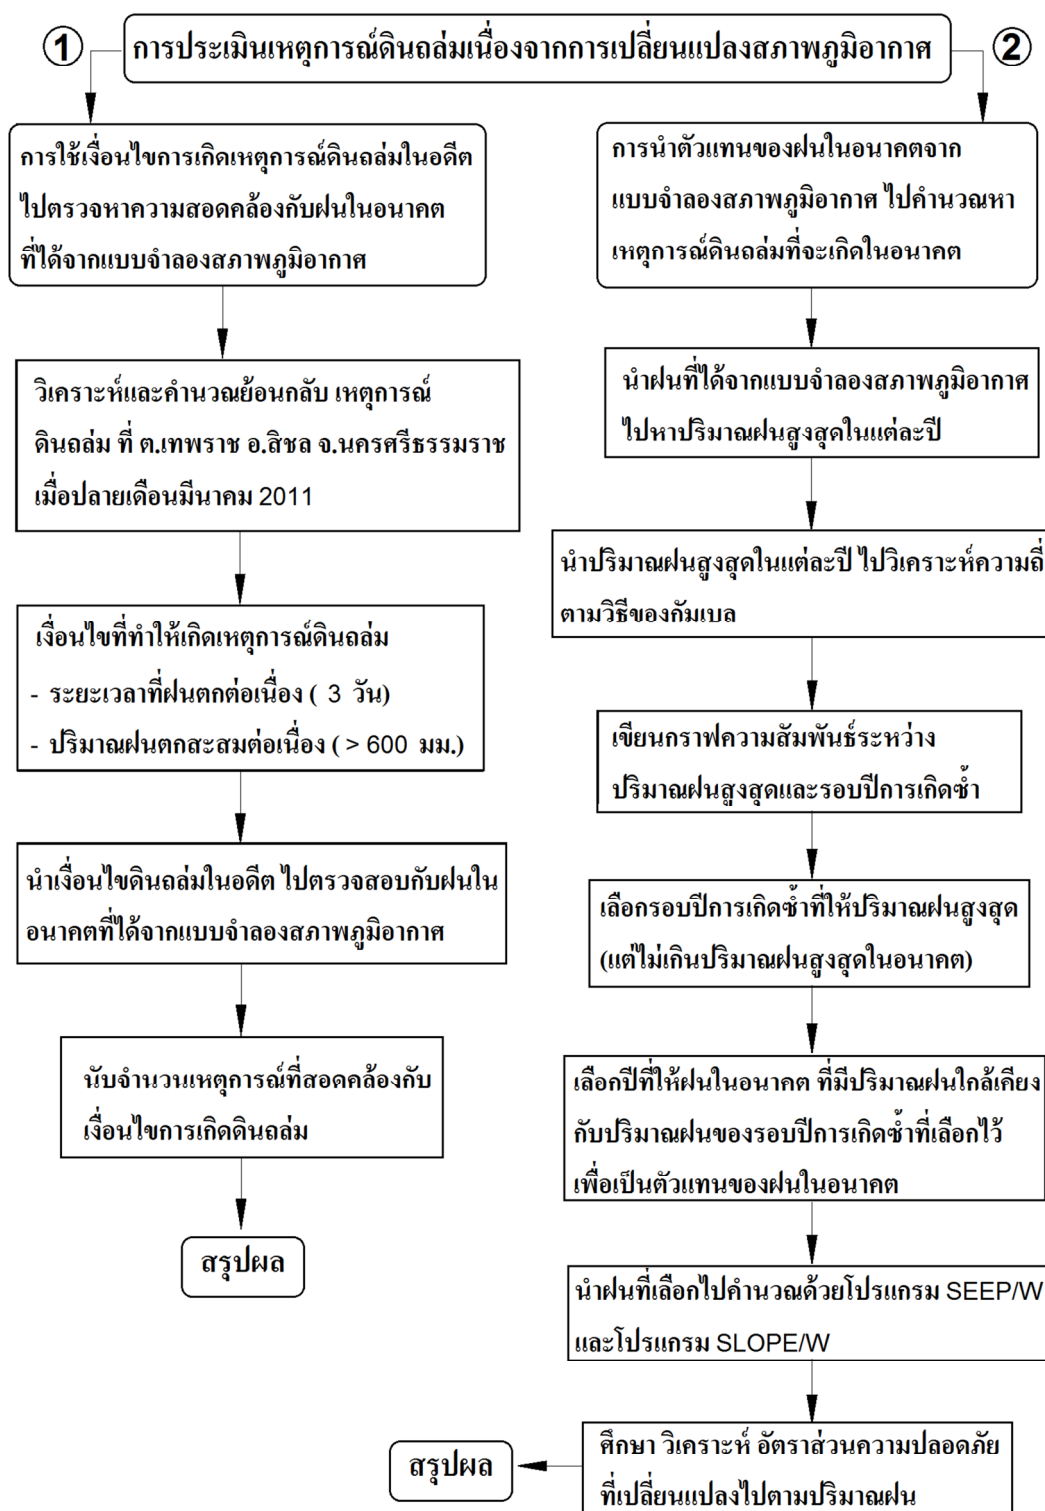 1
การประเมินเหตุการณ์ดินถล่มเนื่องจากการเปลี่ยนแปลงสภาพภูมิอากาศ
2
การใช้เงื่อนไขการเกิดเหตุการณ์ดินถล่มในอดีต
ไปตรวจหาความสอดคล้องกับฝนในอนาคต
ที่ได้จากแบบจำลองสภาพภูมิอากาศ
วิเคราะห์และคำนวณย้อนกลับ เหตุการณ์
ดินถล่ม ที่ ต.เทพราช อ.สิชล จ.นครศรีธรรมราช
เมื่อปลายเดือนมีนาคม 2011
เงื่อนไขที่ทำให้เกิดเหตุการณ์ดินถล่ม
- ระยะเวลาที่ฝนตกต่อเนื่อง ( 3 วัน)
- ปริมาณฝนตกสะสมต่อเนื่อง ( > 600 มม.)
นำเงื่อนไขดินถล่มในอดีต ไปตรวจสอบกับฝนใน
อนาคตที่ได้จากแบบจำลองสภาพภูมิอากาศ
นับจำนวนเหตุการณ์ที่สอดคล้องกับ
เงื่อนไขการเกิดดินถล่ม
สรุปผล
การนำตัวแทนของฝนในอนาคตจาก
แบบจำลองสภาพภูมิอากาศ ไปคำนวณหา
เหตุการณ์ดินถล่มที่จะเกิดในอนาคต
นำฝนที่ได้จากแบบจำลองสภาพภูมิอากาศ
ไปหาปริมาณฝนสูงสุดในแต่ละปี
นำปริมาณฝนสูงสุดในแต่ละปี ไปวิเคราะห์ความถี่
ตามวิธีของกัมเบล
เขียนกราฟความสัมพันธ์ระหว่าง
ปริมาณฝนสูงสุดและรอบปีการเกิดซ้ำ
เลือกรอบปีการเกิดซ้ำที่ให้ปริมาณฝนสูงสุด
(แต่ไม่เกินปริมาณฝนสูงสุดในอนาคต)
เลือกปีที่ให้ฝนในอนาคต ที่มีปริมาณฝนใกล้เคียง
กับปริมาณฝนของรอบปีการเกิดซ้ำที่เลือกไว้
เพื่อเป็นตัวแทนของฝนในอนาคต
นำฝนที่เลือกไปคำนวณด้วยโปรแกรม SEEP/W
และโปรแกรม SLOPE/W
ศึกษา วิเคราะห์ อัตราส่วนความปลอดภัย
ที่เปลี่ยนแปลงไปตามปริมาณฝน
สรุปผล